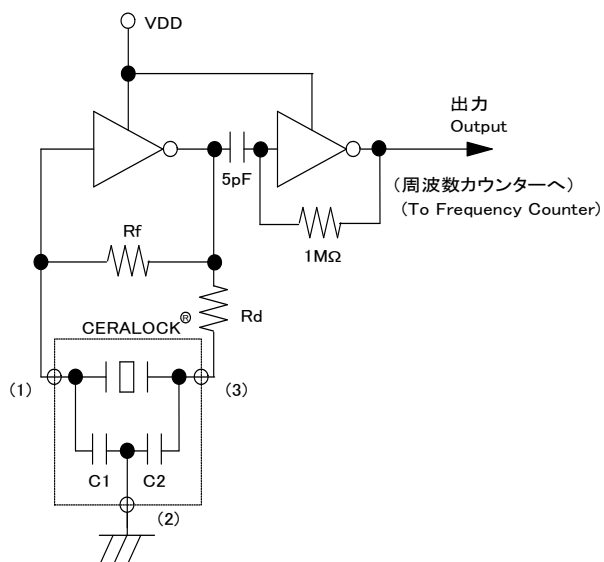 VDD
出力
Output
5pF
(周波数カウンターへ)
(To Frequency Counter)
1MΩ
Rf
Rd
CERALOCK®
(1)
(3)
C1
C2
(2)